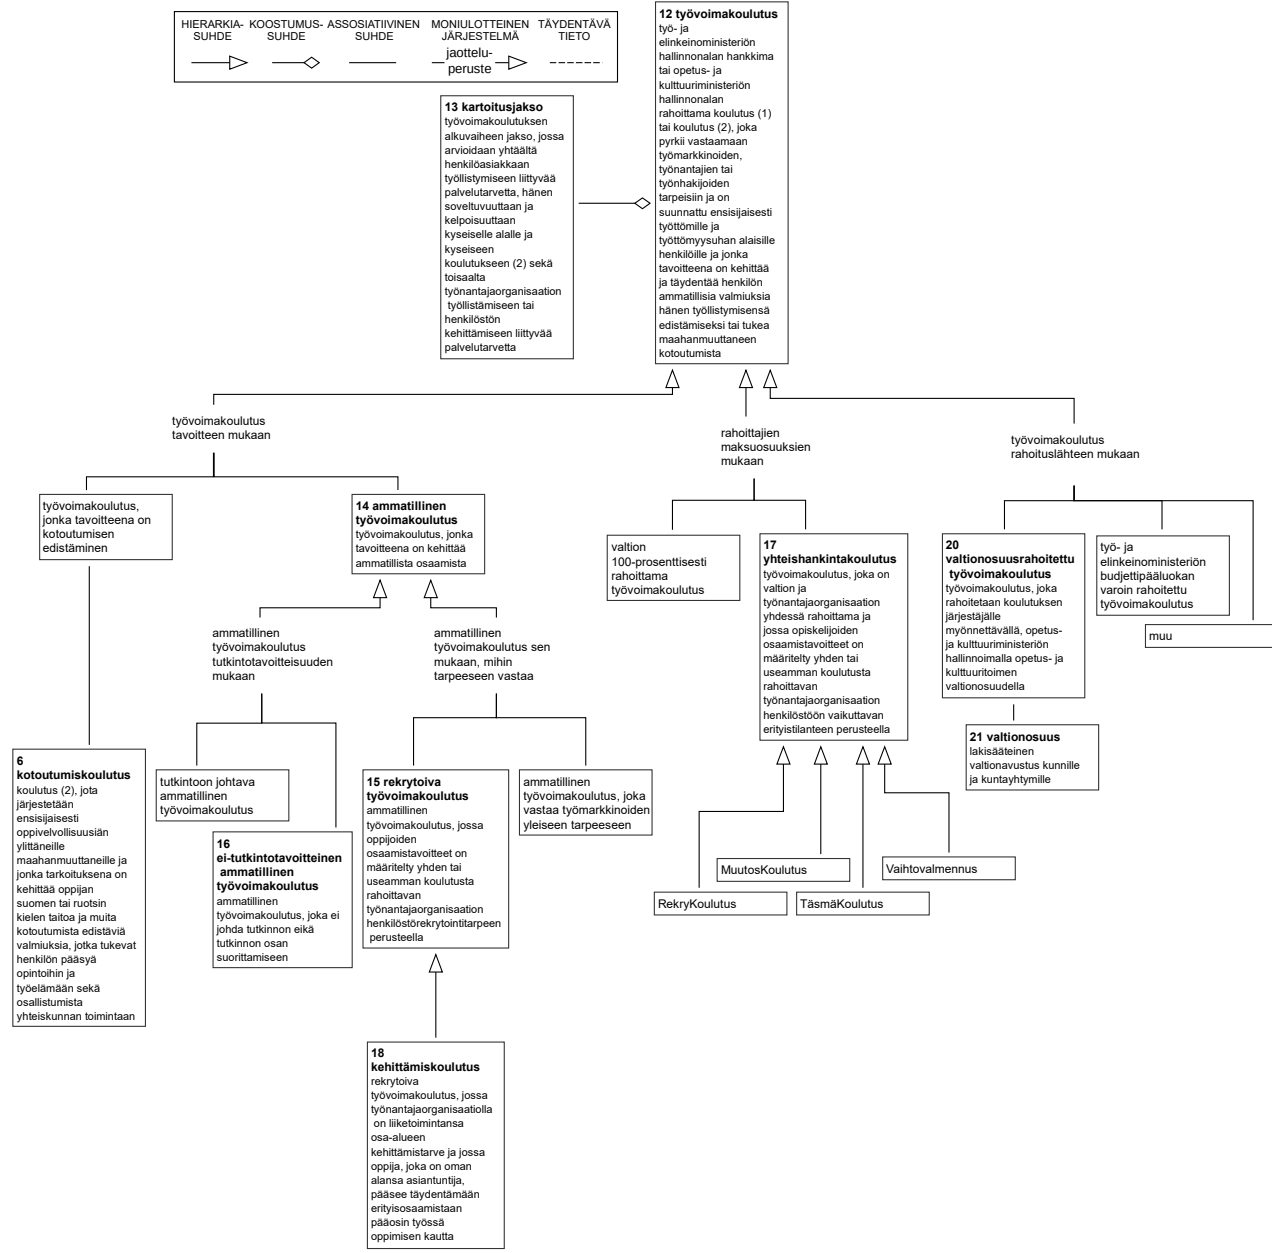 HIERARKIA-
SUHDE
KOOSTUMUS-
SUHDE
ASSOSIATIIVINEN
SUHDE
MONIULOTTEINEN
JÄRJESTELMÄ
jaottelu-
peruste
TÄYDENTÄVÄ
TIETO
12 työvoimakoulutus
työ- ja
elinkeinoministeriön
hallinnonalan hankkima
tai opetus- ja
kulttuuriministeriön
hallinnonalan
rahoittama koulutus (1)
tai koulutus (2), joka
pyrkii vastaamaan
työmarkkinoiden,
työnantajien tai
työnhakijoiden
tarpeisiin ja on
suunnattu ensisijaisesti
työttömille ja
työttömyysuhan alaisille
henkilöille ja jonka
tavoitteena on kehittää
ja täydentää henkilön
ammatillisia valmiuksia
hänen työllistymisensä
edistämiseksi tai tukea
maahanmuuttaneen
kotoutumista
13 kartoitusjakso
työvoimakoulutuksen
alkuvaiheen jakso, jossa
arvioidaan yhtäältä
henkilöasiakkaan
työllistymiseen liittyvää
palvelutarvetta, hänen
soveltuvuuttaan ja
kelpoisuuttaan
kyseiselle alalle ja
kyseiseen
koulutukseen (2) sekä
toisaalta
työnantajaorganisaation
työllistämiseen tai
henkilöstön
kehittämiseen liittyvää
palvelutarvetta
työvoimakoulutus
tavoitteen mukaan
rahoittajien
maksuosuuksien
mukaan
työvoimakoulutus
rahoituslähteen mukaan
työvoimakoulutus,
jonka tavoitteena on
kotoutumisen
edistäminen
14 ammatillinen
työvoimakoulutus
työvoimakoulutus, jonka
tavoitteena on kehittää
ammatillista osaamista
valtion
100-prosenttisesti
rahoittama
työvoimakoulutus
17
yhteishankintakoulutus
työvoimakoulutus, joka on
valtion ja
työnantajaorganisaation
yhdessä rahoittama ja
jossa opiskelijoiden
osaamistavoitteet on
määritelty yhden tai
useamman koulutusta
rahoittavan
työnantajaorganisaation
henkilöstöön vaikuttavan
erityistilanteen perusteella
20
valtionosuusrahoitettu
työvoimakoulutus
työvoimakoulutus, joka
rahoitetaan koulutuksen
järjestäjälle
myönnettävällä, opetus-
ja kulttuuriministeriön
hallinnoimalla opetus- ja
kulttuuritoimen
valtionosuudella
työ- ja
elinkeinoministeriön
budjettipääluokan
varoin rahoitettu
työvoimakoulutus
muu
21 valtionosuus
lakisääteinen
valtionavustus kunnille
ja kuntayhtymille
ammatillinen
työvoimakoulutus
tutkintotavoitteisuuden
mukaan
ammatillinen
työvoimakoulutus sen
mukaan, mihin
tarpeeseen vastaa
6
kotoutumiskoulutus
koulutus (2), jota
järjestetään
ensisijaisesti
oppivelvollisuusiän
ylittäneille
maahanmuuttaneille ja
jonka tarkoituksena on
kehittää oppijan
suomen tai ruotsin
kielen taitoa ja muita
kotoutumista edistäviä
valmiuksia, jotka tukevat
henkilön pääsyä
opintoihin ja
työelämään sekä
osallistumista
yhteiskunnan toimintaan
tutkintoon johtava
ammatillinen
työvoimakoulutus
16
ei-tutkintotavoitteinen
ammatillinen
työvoimakoulutus
ammatillinen
työvoimakoulutus, joka ei
johda tutkinnon eikä
tutkinnon osan
suorittamiseen
15 rekrytoiva
työvoimakoulutus
ammatillinen
työvoimakoulutus, jossa
oppijoiden
osaamistavoitteet on
määritelty yhden tai
useamman koulutusta
rahoittavan
työnantajaorganisaation
henkilöstörekrytointitarpeen
perusteella
ammatillinen
työvoimakoulutus, joka
vastaa työmarkkinoiden
yleiseen tarpeeseen
MuutosKoulutus
Vaihtovalmennus
RekryKoulutus
TäsmäKoulutus
18
kehittämiskoulutus
rekrytoiva
työvoimakoulutus, jossa
työnantajaorganisaatiolla
on liiketoimintansa
osa-alueen
kehittämistarve ja jossa
oppija, joka on oman
alansa asiantuntija,
pääsee täydentämään
erityisosaamistaan
pääosin työssä
oppimisen kautta